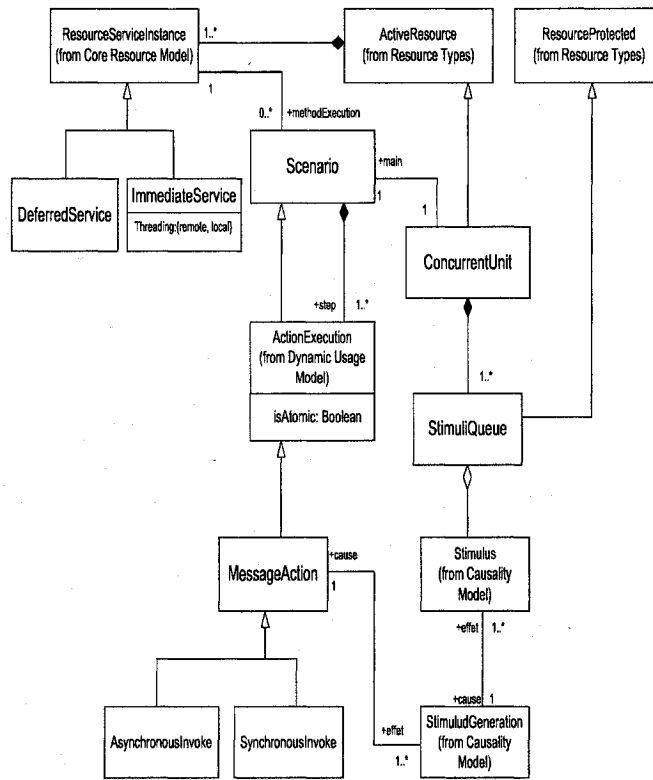 ResourceServiceInstance
(from Core Resource Model)
1..*
ActiveResource
(from Resource Types)
ResourceProtected
(from Resource Types)
1
0..*
+methodExecution
Scenario
+main
1
1
DeferredService
ImmediateService
Threading:{remote, local}
ConcurrentUnit
+step
1..*
ActionExecution
(from Dynamic Usage
Model)
isAtomic: Boolean
1..*
StimuliQueue
MessageAction
+cause
1
Stimulus
(from Causality
Model)
+effet
1..*
AsynchronousInvoke
SynchronousInvoke
+effet
1..*
+cause
1
StimuludGeneration
(from Causality
Model)